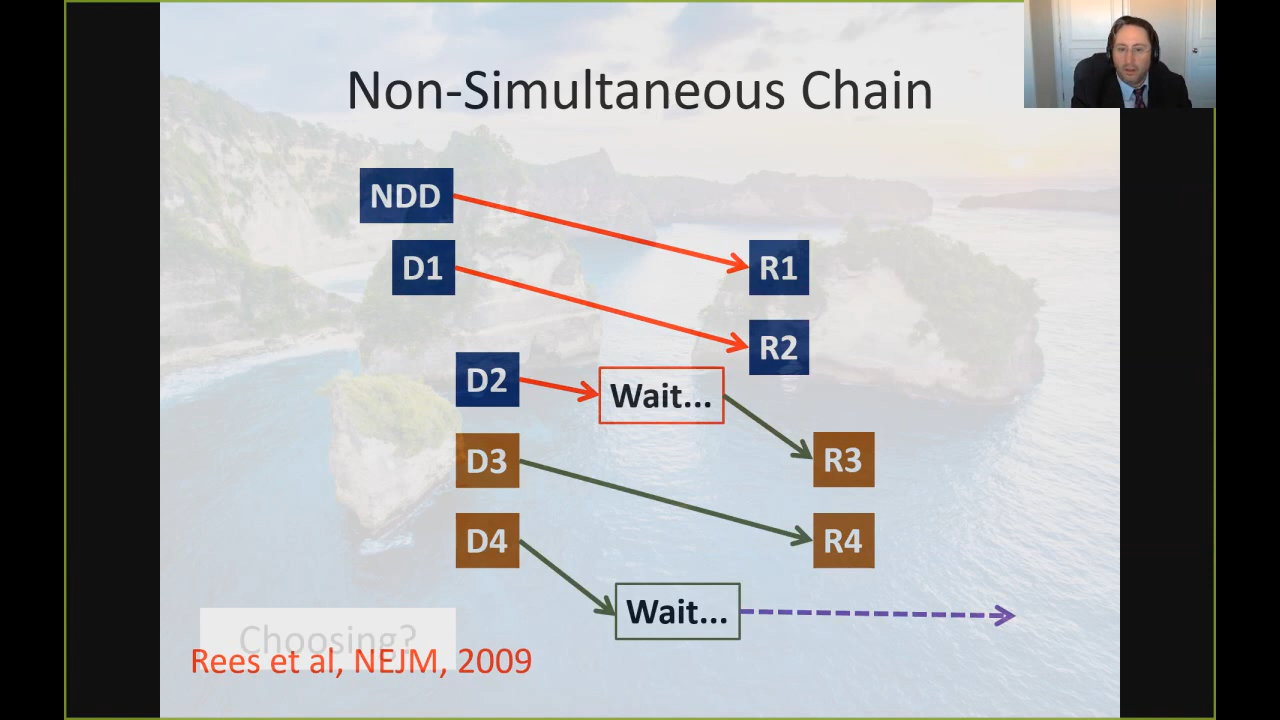 Non-Simultaneous Chain
NDD
D1
R1
R2
D2
Wait...
D3
R3
D4
R4
Wait...
Choosing?
Rees et al, NEJM, 2009